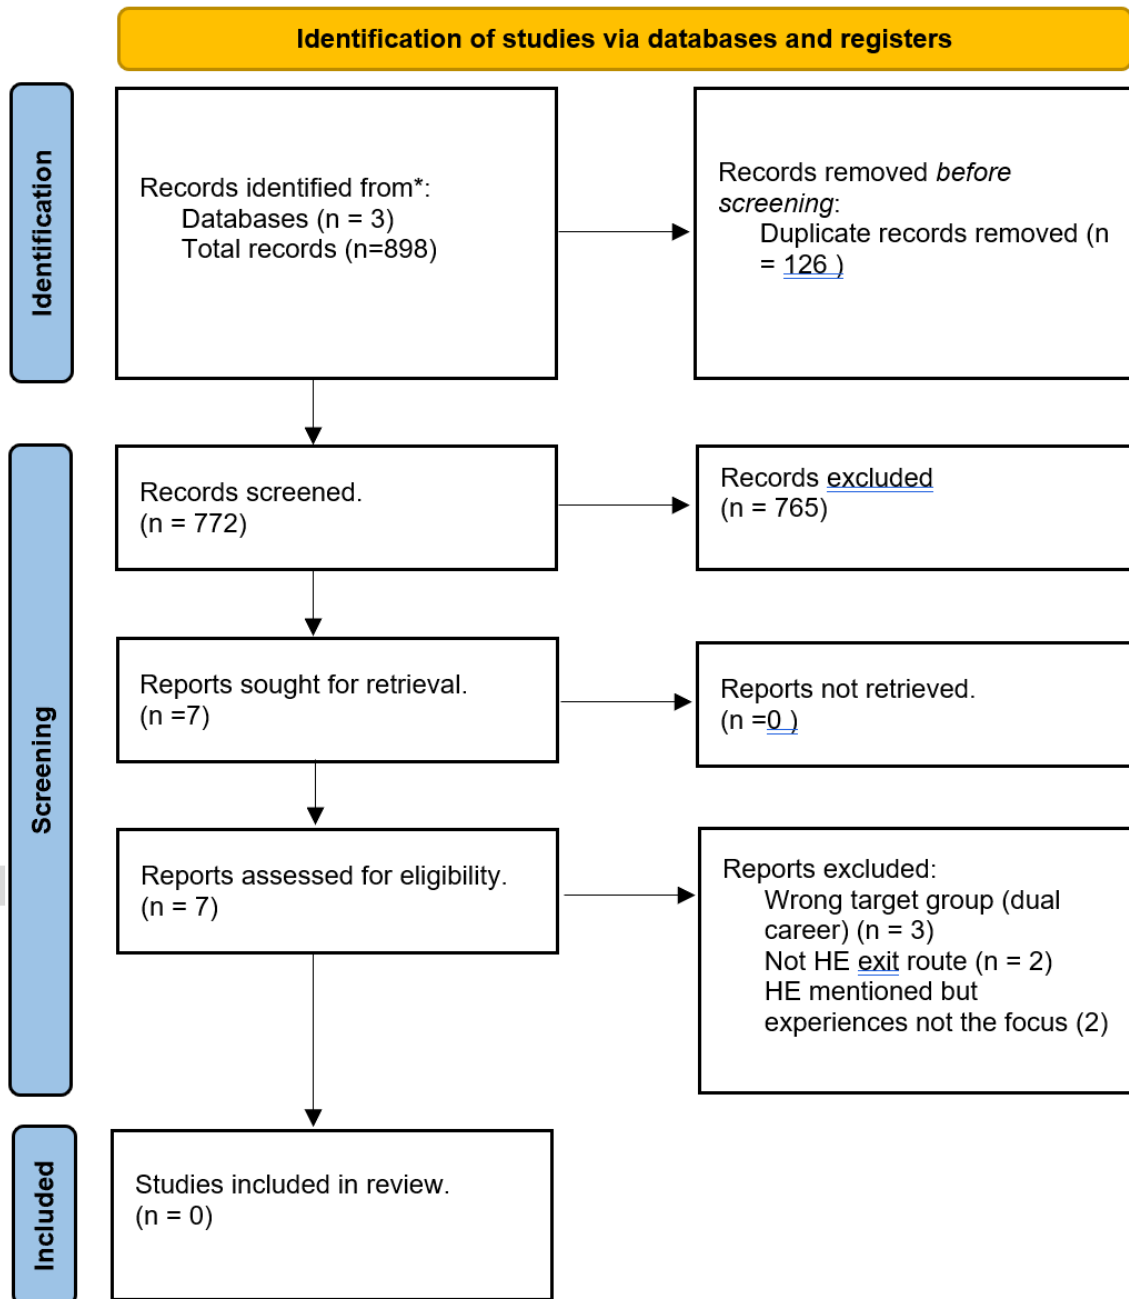 Identification of studies via databases and registers
Identification
Records identified from*:
Databases (n = 3)
Total records (n=898)
Records removed before
screening:
Duplicate records removed (n
= 126 )
Screening
Records screened.
(n = 772)
Records excluded
(n = 765)
Reports sought for retrieval.
(n =7)
Reports not retrieved.
(n =0 )
Reports assessed for eligibility.
(n = 7)
Reports excluded:
Wrong target group (dual
career) (n = 3)
Not HE exit route (n = 2)
HE mentioned but
experiences not the focus (2)
Included
Studies included in review.
(n = 0)